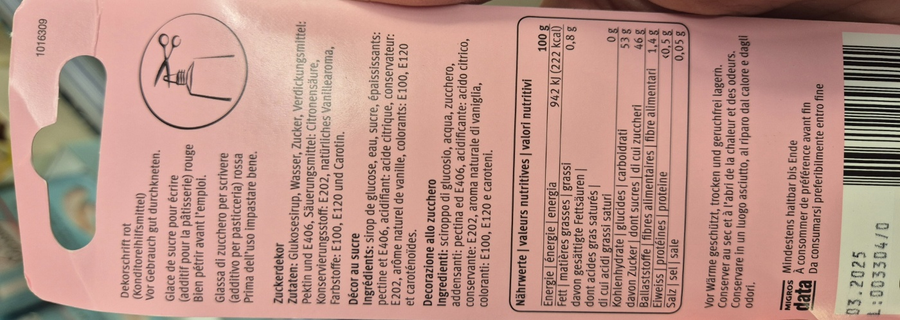 1016309
Dekorschrift rot
(Konditoreihilfsmittel)
Vor Gebrauch gut durchkneten.
Glace de sucre pour écrire
(additif pour la pâtisserie) rouge
Bien pétrir avant l'emploi.
Glassa di zucchero per scrivere
(additivo per pasticceria) rossa
Prima dell'uso impastare bene.
Zuckerdekor
Zutaten: Glukosesirup, Wasser, Zucker, Verdickungsmittel:
Pektin und E406, Säuerungsmittel: Citronensäure,
Konservierungsstoff: E202, natürliches Vanillearoma,
Farbstoffe: E100, E120 und Carotin.
Décor au sucre
Ingrédients: sirop de glucose, eau, sucre, épaississants:
pectine et E406, acidifiant: acide citrique, conservateur:
E202, arôme naturel de vanille, colorants: E100, E120
et caroténoïdes.
Decorazione allo zucchero
Ingredienti: sciroppo di glucosio, acqua, zucchero,
addensanti: pectina ed E406, acidificante: acido citrico,
conservante: E202, aroma naturale di vaniglia,
coloranti: E100, E120 e caroteni.
Nährwerte | valeurs nutritives | valori nutritivi 100 g
Energie | énergie | energia 942 kJ (222 kcal)
Fett | matières grasses | grassi 0,8 g
davon gesättigte Fettsäuren |
dont acides gras saturés |
di cui acidi grassi saturi 0 g
Kohlenhydrate | glucides | carboidrati 53 g
davon Zucker | dont sucres | di cui zuccheri 46 g
Ballaststoffe | fibres alimentaires | fibre alimentari 1,4 g
Eiweiss | protéines | proteine <0,5 g
Salz | sel | sale 0,05 g
Vor Wärme geschützt, trocken und geruchfrei lagern.
Conserver au sec et à l'abri de la chaleur et des odeurs.
Conservare in un luogo asciutto, al riparo dal calore e dagli
odori.
MIGROS
data
Mindestens haltbar bis Ende
À consommer de préférence avant fin
Da consumarsi preferibilmente entro fine
03.2025
L:003304/0